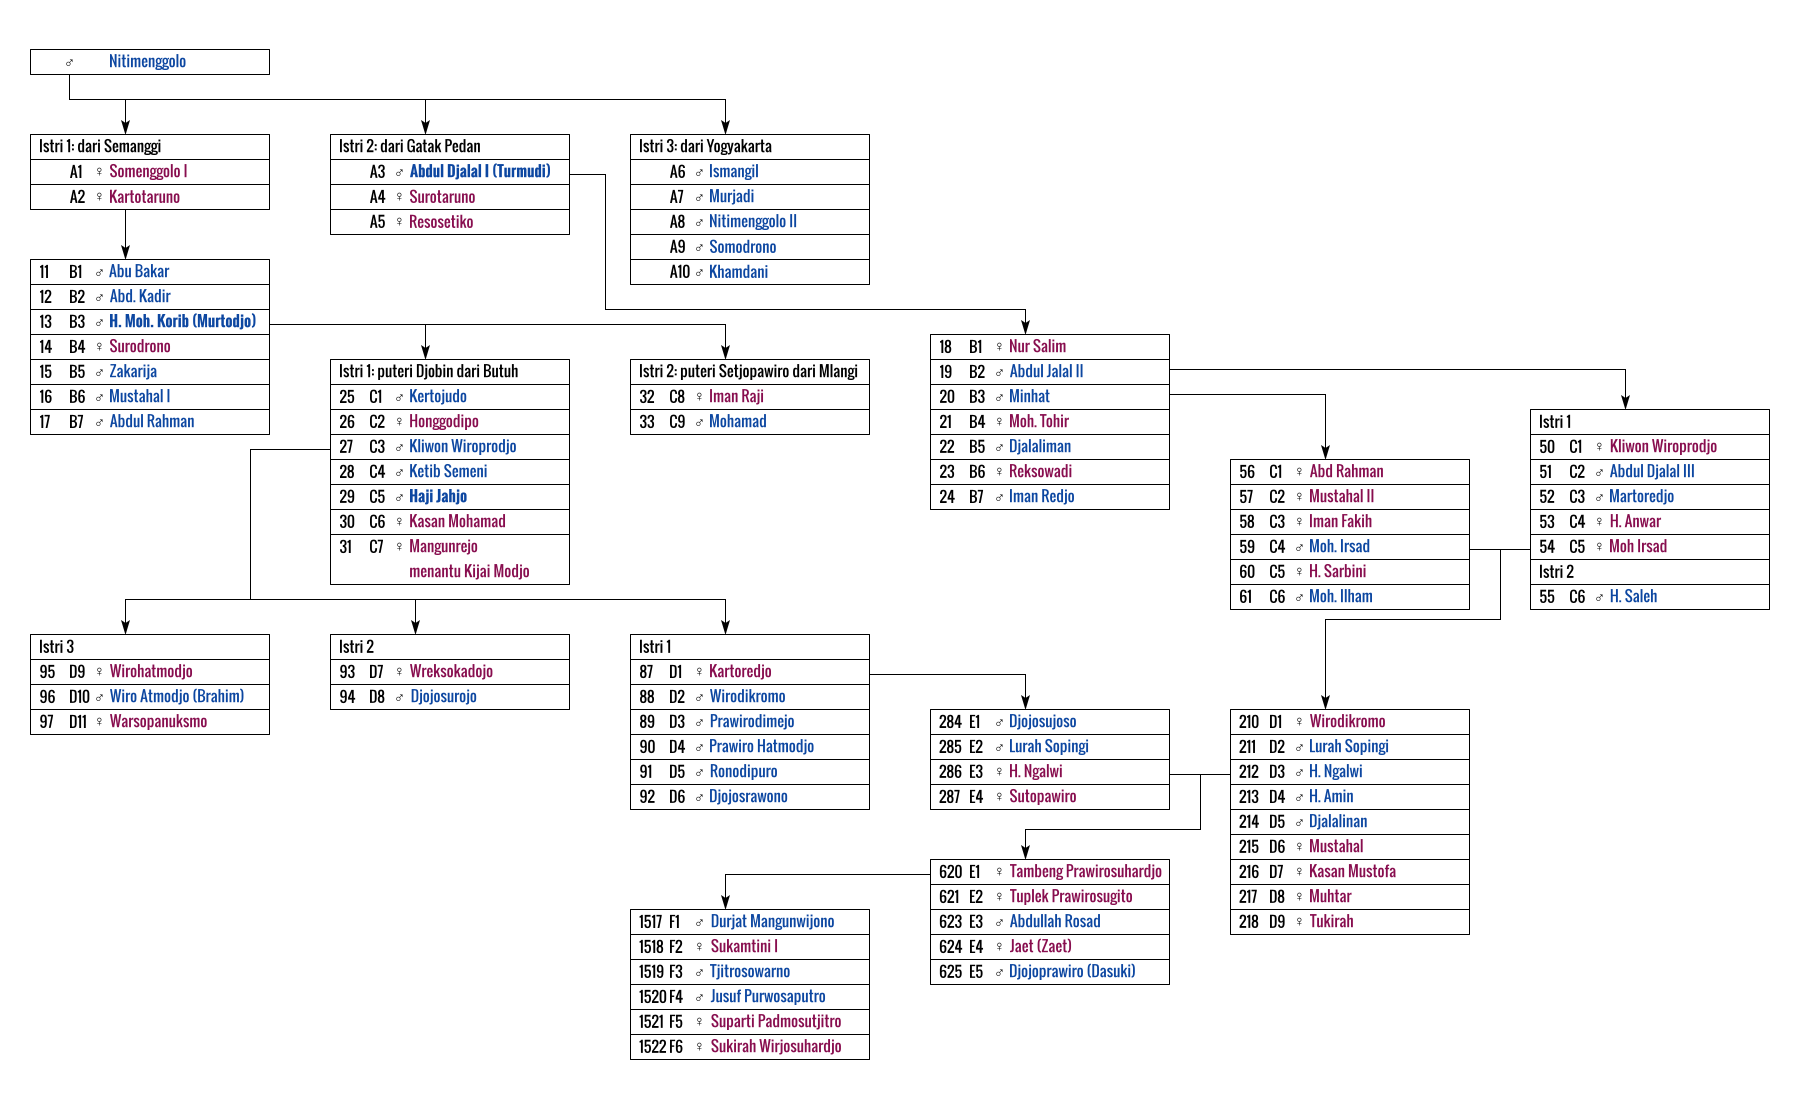 ♂ Nitimenggolo
Istri 1: dari Semanggi
A1 ♀ Somenggolo I
A2 ♀ Kartotaruno
Istri 2: dari Gatak Pedan
A3 ♂ Abdul Djalal I (Turmudi)
A4 ♀ Surotaruno
A5 ♀ Resosetiko
Istri 3: dari Yogyakarta
A6 ♂ Ismangil
A7 ♂ Murjadi
A8 ♂ Nitimenggolo II
A9 ♂ Somodrono
A10 ♂ Khamdani
11 B1 ♂ Abu Bakar
12 B2 ♂ Abd. Kadir
13 B3 ♂ H. Moh. Korib (Murtodjo)
14 B4 ♀ Surodrono
15 B5 ♂ Zakarija
16 B6 ♂ Mustahal I
17 B7 ♂ Abdul Rahman
Istri 1: puteri Djobin dari Butuh
25 C1 ♂ Kertojudo
26 C2 ♀ Honggodipo
27 C3 ♂ Kliwon Wiroprodjo
28 C4 ♂ Ketib Semeni
29 C5 ♂ Haji Jahjo
30 C6 ♀ Kasan Mohamad
31 C7 ♀ Mangunrejo
menantu Kijai Modjo
Istri 2: puteri Setjopawiro dari Mlangi
32 C8 ♀ Iman Raji
33 C9 ♂ Mohamad
18 B1 ♀ Nur Salim
19 B2 ♂ Abdul Jalal II
20 B3 ♂ Minhat
21 B4 ♀ Moh. Tohir
22 B5 ♂ Djalaliman
23 B6 ♀ Reksowadi
24 B7 ♂ Iman Redjo
56 C1 ♀ Abd Rahman
57 C2 ♀ Mustahal II
58 C3 ♀ Iman Fakih
59 C4 ♂ Moh. Irsad
60 C5 ♀ H. Sarbini
61 C6 ♂ Moh. Ilham
Istri 1
50 C1 ♀ Kliwon Wiroprodjo
51 C2 ♂ Abdul Djalal III
52 C3 ♂ Martoredjo
53 C4 ♀ H. Anwar
54 C5 ♀ Moh Irsad
Istri 2
55 C6 ♂ H. Saleh
Istri 3
95 D9 ♀ Wirohatmodjo
96 D10 ♂ Wiro Atmodjo (Brahim)
97 D11 ♀ Warsopanuksmo
Istri 2
93 D7 ♀ Wreksokadojo
94 D8 ♂ Djojosurojo
Istri 1
87 D1 ♀ Kartoredjo
88 D2 ♂ Wirodikromo
89 D3 ♂ Prawirodimejo
90 D4 ♂ Prawiro Hatmodjo
91 D5 ♂ Ronodipuro
92 D6 ♂ Djojosrawono
284 E1 ♂ Djojosujoso
285 E2 ♂ Lurah Sopingi
286 E3 ♀ H. Ngalwi
287 E4 ♀ Sutopawiro
210 D1 ♀ Wirodikromo
211 D2 ♂ Lurah Sopingi
212 D3 ♂ H. Ngalwi
213 D4 ♂ H. Amin
214 D5 ♂ Djalalinan
215 D6 ♀ Mustahal
216 D7 ♀ Kasan Mustofa
217 D8 ♀ Muhtar
218 D9 ♀ Tukirah
620 E1 ♀ Tambeng Prawirosuhardjo
621 E2 ♀ Tuplek Prawirosugito
623 E3 ♂ Abdullah Rosad
624 E4 ♀ Jaet (Zaet)
625 E5 ♂ Djojoprawiro (Dasuki)
1517 F1 ♂ Durjat Mangunwijono
1518 F2 ♀ Sukamtini I
1519 F3 ♂ Tjitrosowarno
1520 F4 ♂ Jusuf Purwosaputro
1521 F5 ♀ Suparti Padmosutjitro
1522 F6 ♀ Sukirah Wirjosuhardjo